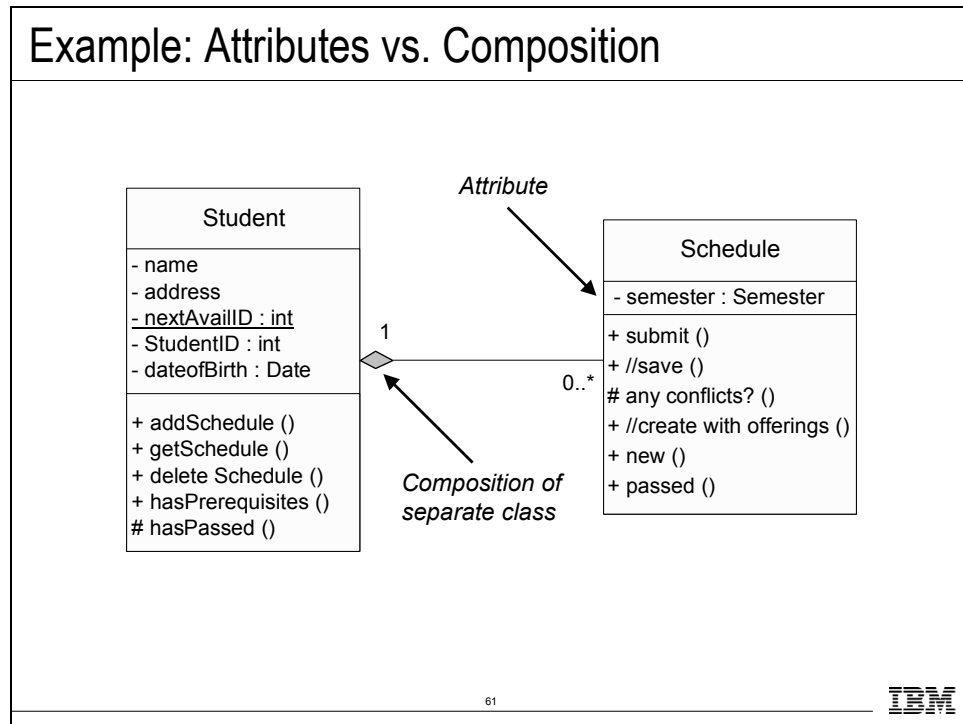 Example: Attributes vs. Composition
Attribute
Student
- name
- address
- nextAvailID : int
- StudentID : int
- dateofBirth : Date
+ addSchedule ()
+ getSchedule ()
+ delete Schedule ()
+ hasPrerequisites ()
# hasPassed ()
1
0..*
Composition of
separate class
Schedule
- semester : Semester
+ submit ()
+ //save ()
# any conflicts? ()
+ //create with offerings ()
+ new ()
+ passed ()
61
IBM